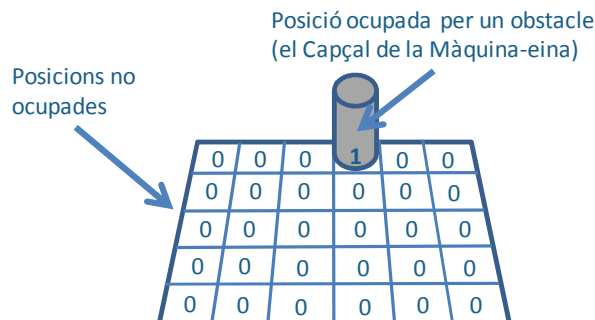 Posició ocupada per un obstacle
(el Capçal de la Màquina-eina)
Posicions no
ocupades
0 0 0 1 0 0
0 0 0 0 0 0
0 0 0 0 0 0
0 0 0 0 0 0
0 0 0 0 0 0